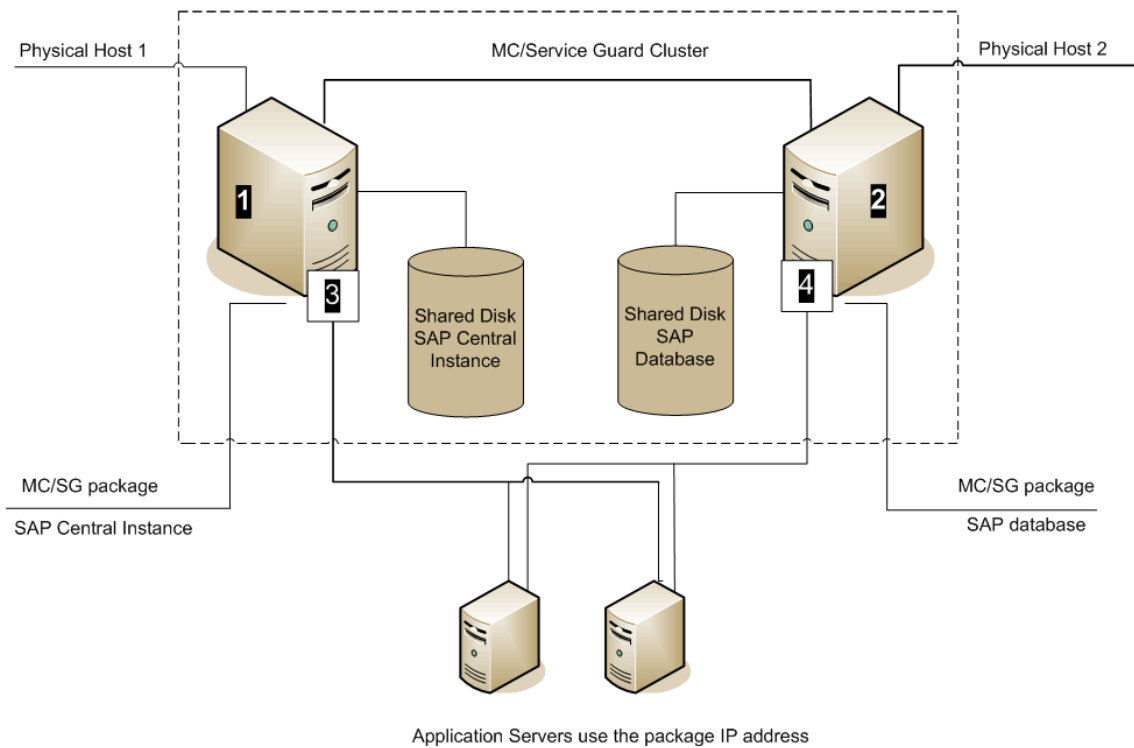 Physical Host 1
MC/Service Guard Cluster
Physical Host 2
1
2
3
4
Shared Disk
SAP Central
Instance
Shared Disk
SAP
Database
MC/SG package
SAP Central Instance
MC/SG package
SAP database
Application Servers use the package IP address